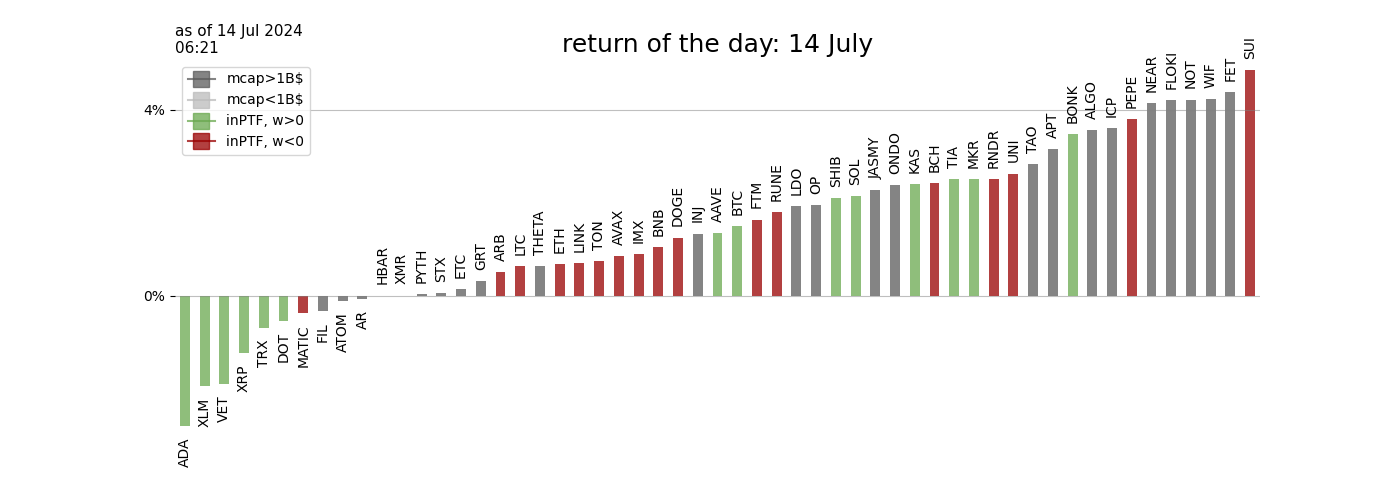 as of 14 Jul 2024
06:21
return of the day: 14 July
mcap>1B$
mcap<1B$
inPTF, w>0
inPTF, w<0
4%
0%
ADA
XLM
VET
XRP
TRX
DOT
MATIC
FIL
ATOM
AR
HBAR
XMR
PYTH
STX
ETC
GRT
ARB
LTC
THETA
ETH
LINK
TON
AVAX
IMX
BNB
DOGE
INJ
AAVE
BTC
FTM
RUNE
LDO
OP
SHIB
SOL
JASMY
ONDO
KAS
BCH
TIA
MKR
RNDR
UNI
TAO
APT
BONK
ALGO
ICP
PEPE
NEAR
FLOKI
NOT
WIF
FET
SUI